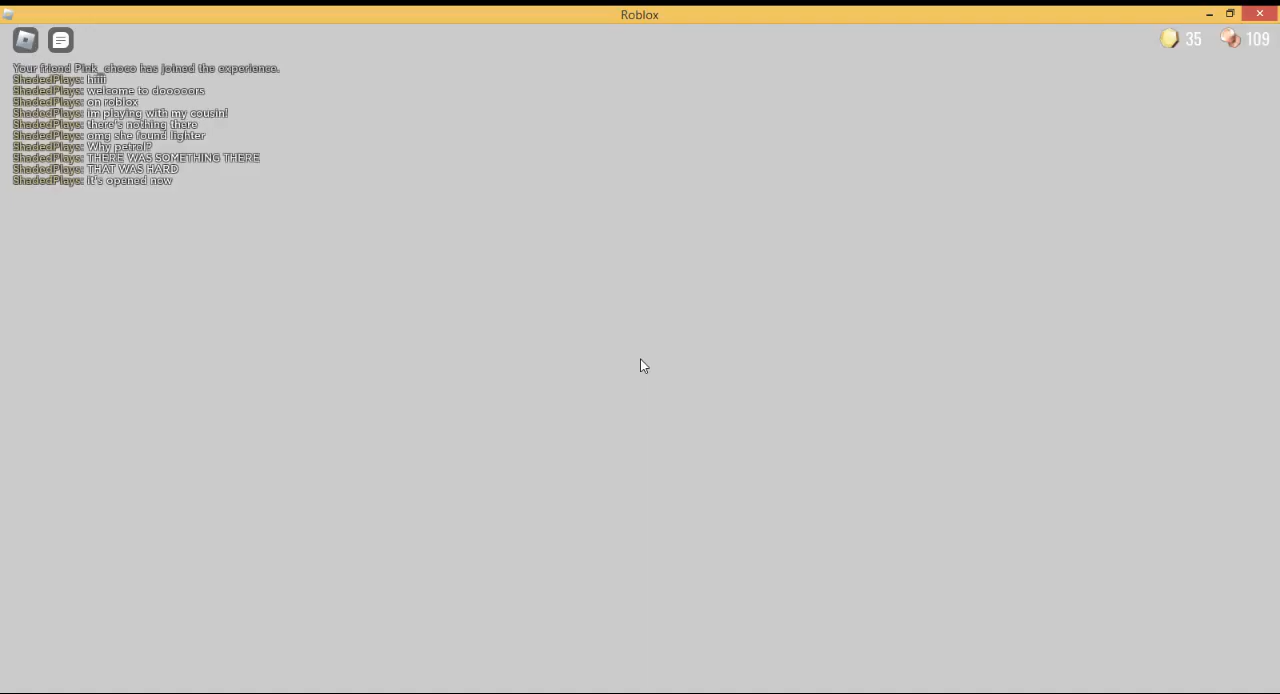 Roblox
35
109
Your friend Pink_choco has joined the experience.
ShadedPlays: hiiii
ShadedPlays: welcome to dooooors
ShadedPlays: on roblox
ShadedPlays: im playing with my cousin!
ShadedPlays: there's nothing there
ShadedPlays: omg she found lighter
ShadedPlays: Why petrol?
ShadedPlays: THERE WAS SOMETHING THERE
ShadedPlays: THAT WAS HARD
ShadedPlays: it's opened now